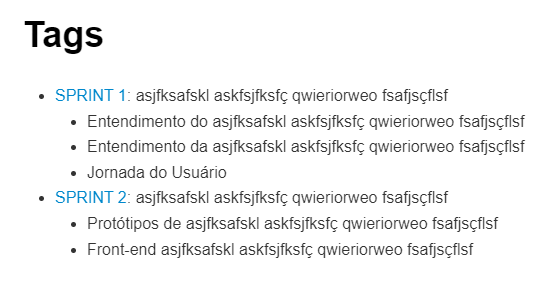 Tags
SPRINT 1: asjfksafskl askfsjfksfç qwieriorweo fsafjsçflsf
Entendimento do asjfksafskl askfsjfksfç qwieriorweo fsafjsçflsf
Entendimento da asjfksafskl askfsjfksfç qwieriorweo fsafjsçflsf
Jornada do Usuário
SPRINT 2: asjfksafskl askfsjfksfç qwieriorweo fsafjsçflsf
Protótipos de asjfksafskl askfsjfksfç qwieriorweo fsafjsçflsf
Front-end asjfksafskl askfsjfksfç qwieriorweo fsafjsçflsf